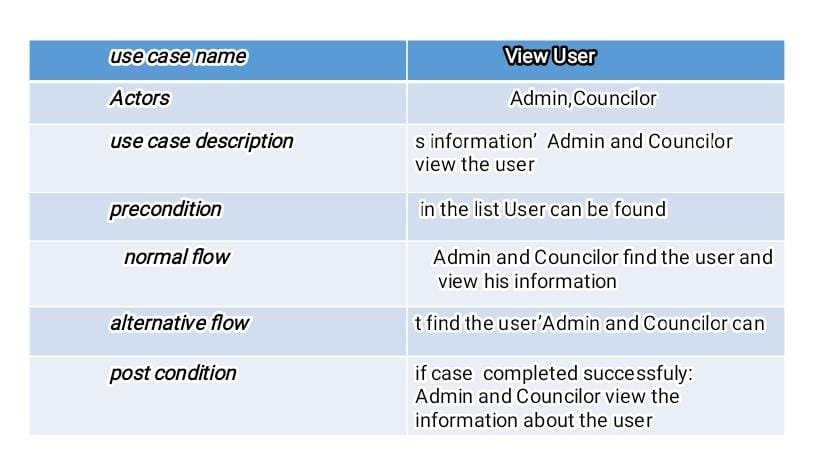 use case name View User
Actors Admin,Councilor
use case description s information’ Admin and Councilor
view the user
precondition in the list User can be found
normal flow Admin and Councilor find the user and
view his information
alternative flow t find the user’Admin and Councilor can
post condition if case completed successfuly:
Admin and Councilor view the
information about the user